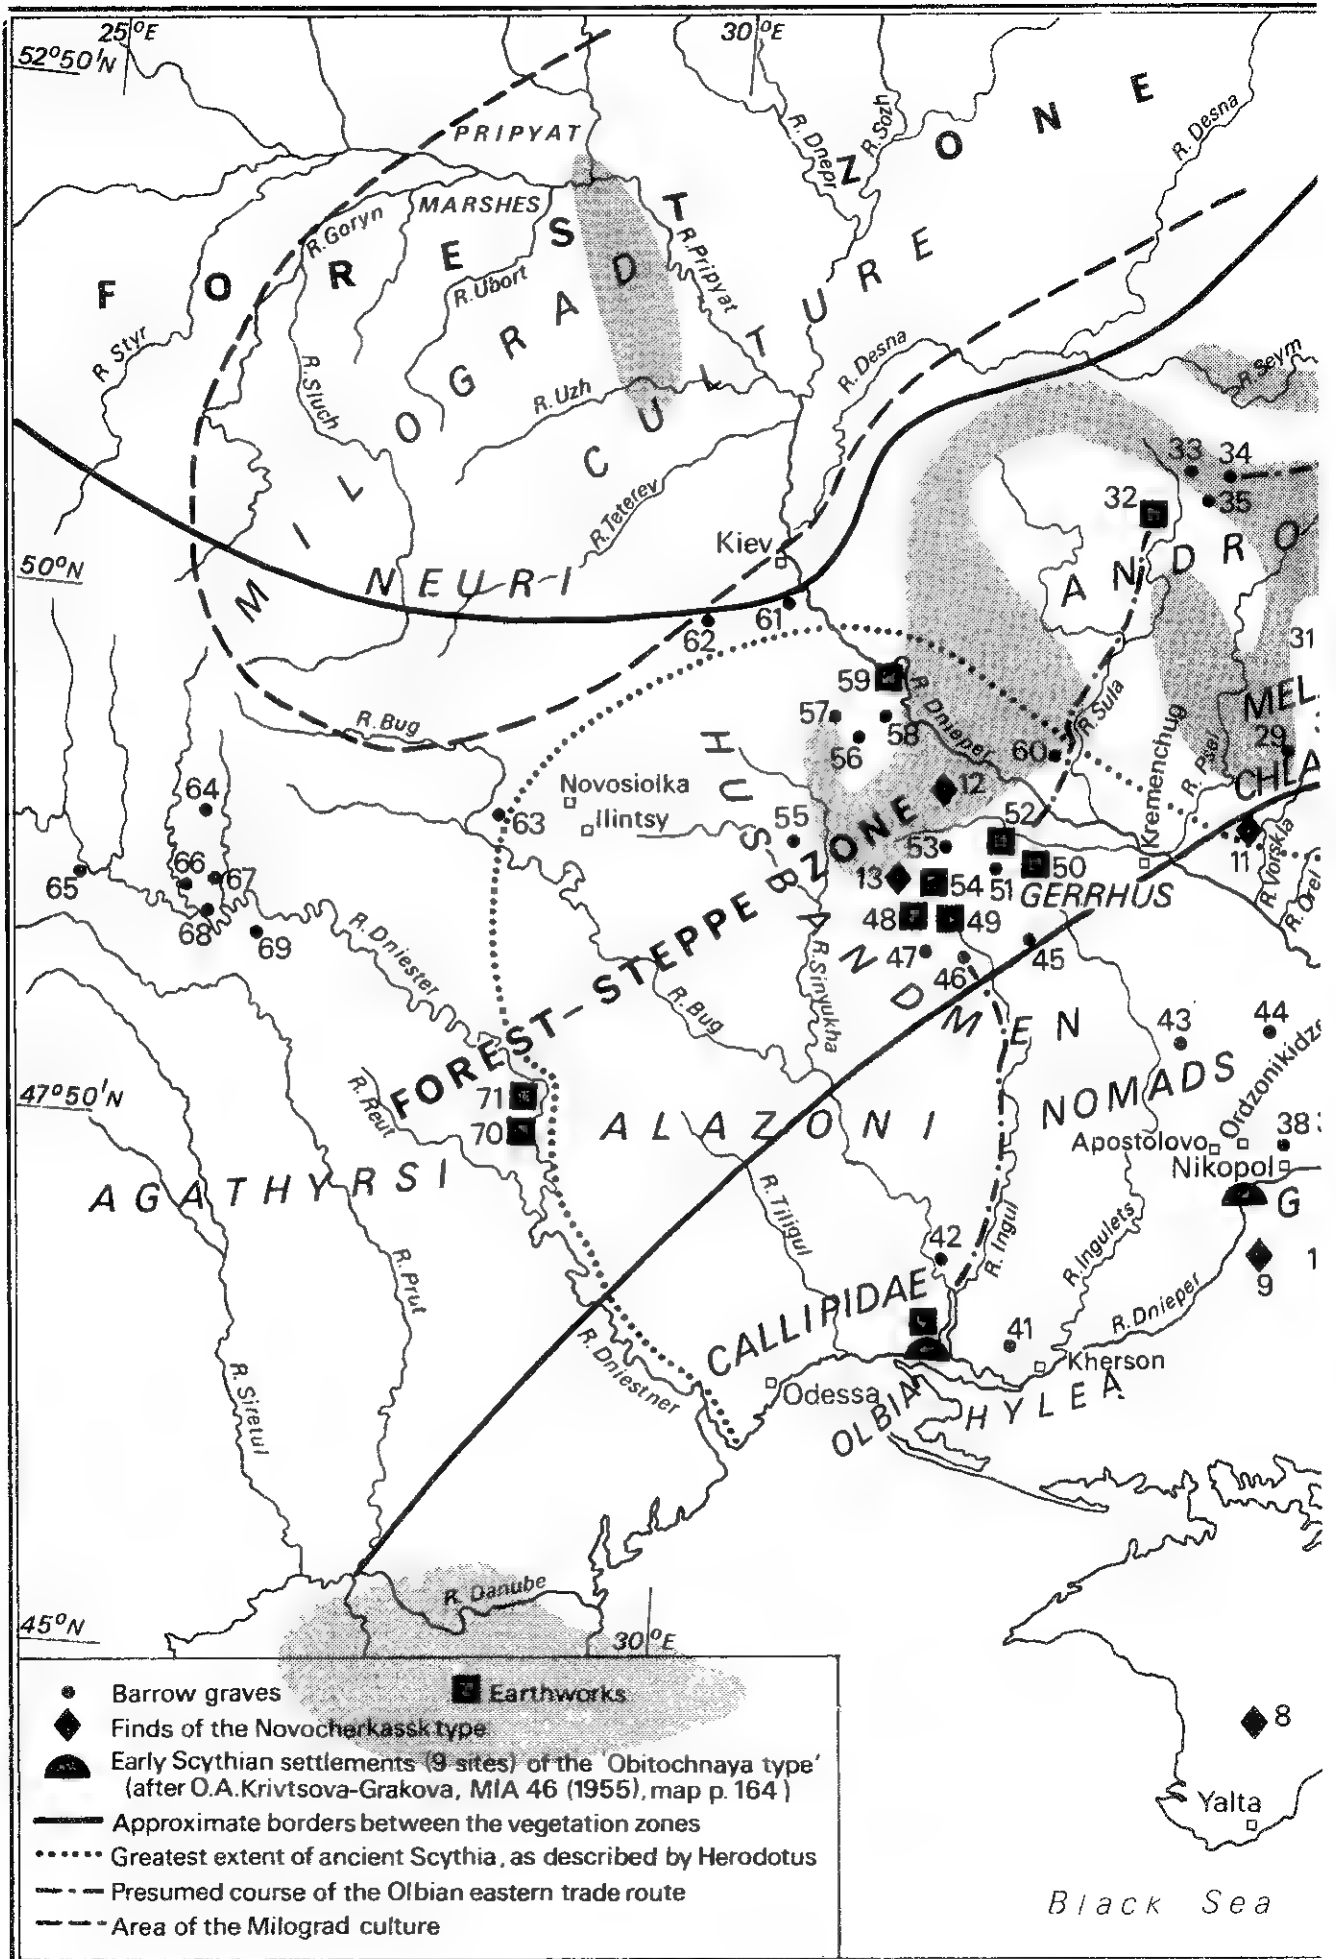 25°E
30°E
52°50'N
PRIPYAT
MARSHES
R. Dnepr
R. Sozh
R. Desna
FOREST ZONE
R. Goryn
R. Ubort
R. Pripyat
R. Styr
R. Sluch
R. Uzh
R. Desna
R. Seym
MILOGRAD CULTURE
R. Teterev
33
34
35
32
Kiev
50°N
NEURI
ANDRO
61
62
31
59
R. Dnieper
R. Sula
MEL
57
58
56
60
29
R. Bug
Kremenchug
R. Psel
CHLA
64
Novosiolka
Ilintsy
63
55
12
52
53
11
R. Vorskla
R. Orel
65
66
67
13
54
51
50
GERRHUS
68
69
48
49
47
46
45
HUSBANDMEN
R. Dniester
R. Sinyukha
R. Bug
FOREST-STEPPE ZONE
43
44
47°50'N
71
70
R. Reut
ALAZONI
NOMADS
Ordzonikidze
Apostolovo
38
Nikopol
G
AGATHYRSI
R. Tiligul
R. Ingul
R. Ingulets
42
9
1
R. Prut
CALLIPIDAE
R. Dnieper
41
Kherson
R. Dniestner
Odessa
OLBIA
HYLEA
R. Siretul
R. Danube
45°N
30°E
Barrow graves
Earthworks
Finds of the Novocherkassk type
Early Scythian settlements (9 sites) of the 'Obitochnaya type'
(after O.A.Krivtsova-Grakova, MIA 46 (1955), map p. 164)
Approximate borders between the vegetation zones
Greatest extent of ancient Scythia, as described by Herodotus
Presumed course of the Olbian eastern trade route
Area of the Milograd culture
8
Yalta
Black Sea